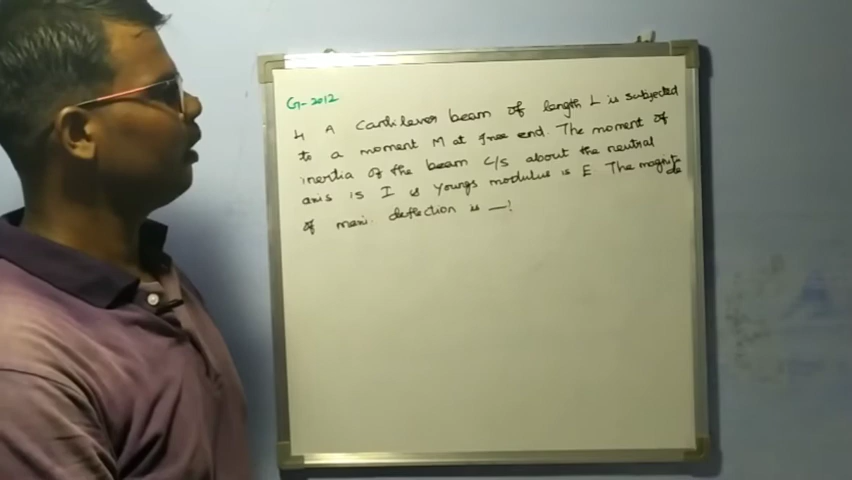 G-2012
4 A Cantilever beam of length L is subjected
to a moment M at free end. The moment of
inertia of the beam c/s about the neutral
axis is I & Youngs modulus is E The magnitude
of maxi. deflection is —!